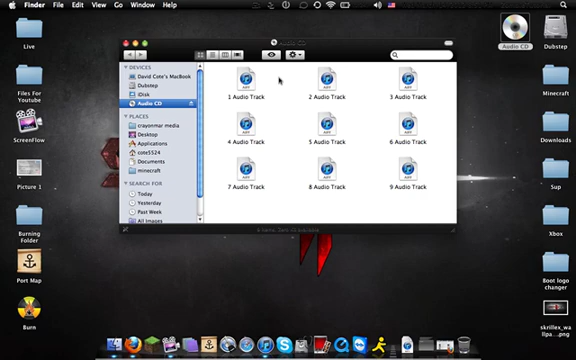 Finder File Edit View Go Window Help
DEVICES
David Cote's MacBook
Dubstep
iDisk
Audio CD
PLACES
crayonmar media
Desktop
Applications
cote5524
Documents
minecraft
SEARCH FOR
Today
Yesterday
Past Week
All Images
1 Audio Track
2 Audio Track
3 Audio Track
4 Audio Track
5 Audio Track
6 Audio Track
7 Audio Track
8 Audio Track
9 Audio Track
Live
Files For
Youtube
ScreenFlow
Picture 1
Burning
Folder
Port Map
Burn
Audio CD
Dubstep
Minecraft
Downloads
Sup
Xbox
Boot logo
changer
skrillex_wa
...png